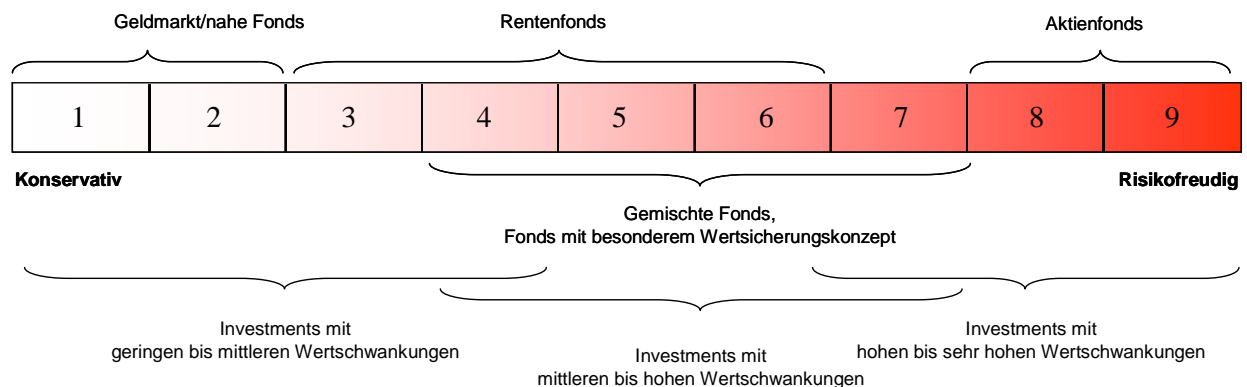 Geldmarkt/nahe Fonds
Rentenfonds
Aktienfonds
1 2 3 4 5 6 7 8 9
Konservativ
Risikofreudig
Gemischte Fonds,
Fonds mit besonderem Wertsicherungskonzept
Investments mit
geringen bis mittleren Wertschwankungen
Investments mit
mittleren bis hohen Wertschwankungen
Investments mit
hohen bis sehr hohen Wertschwankungen